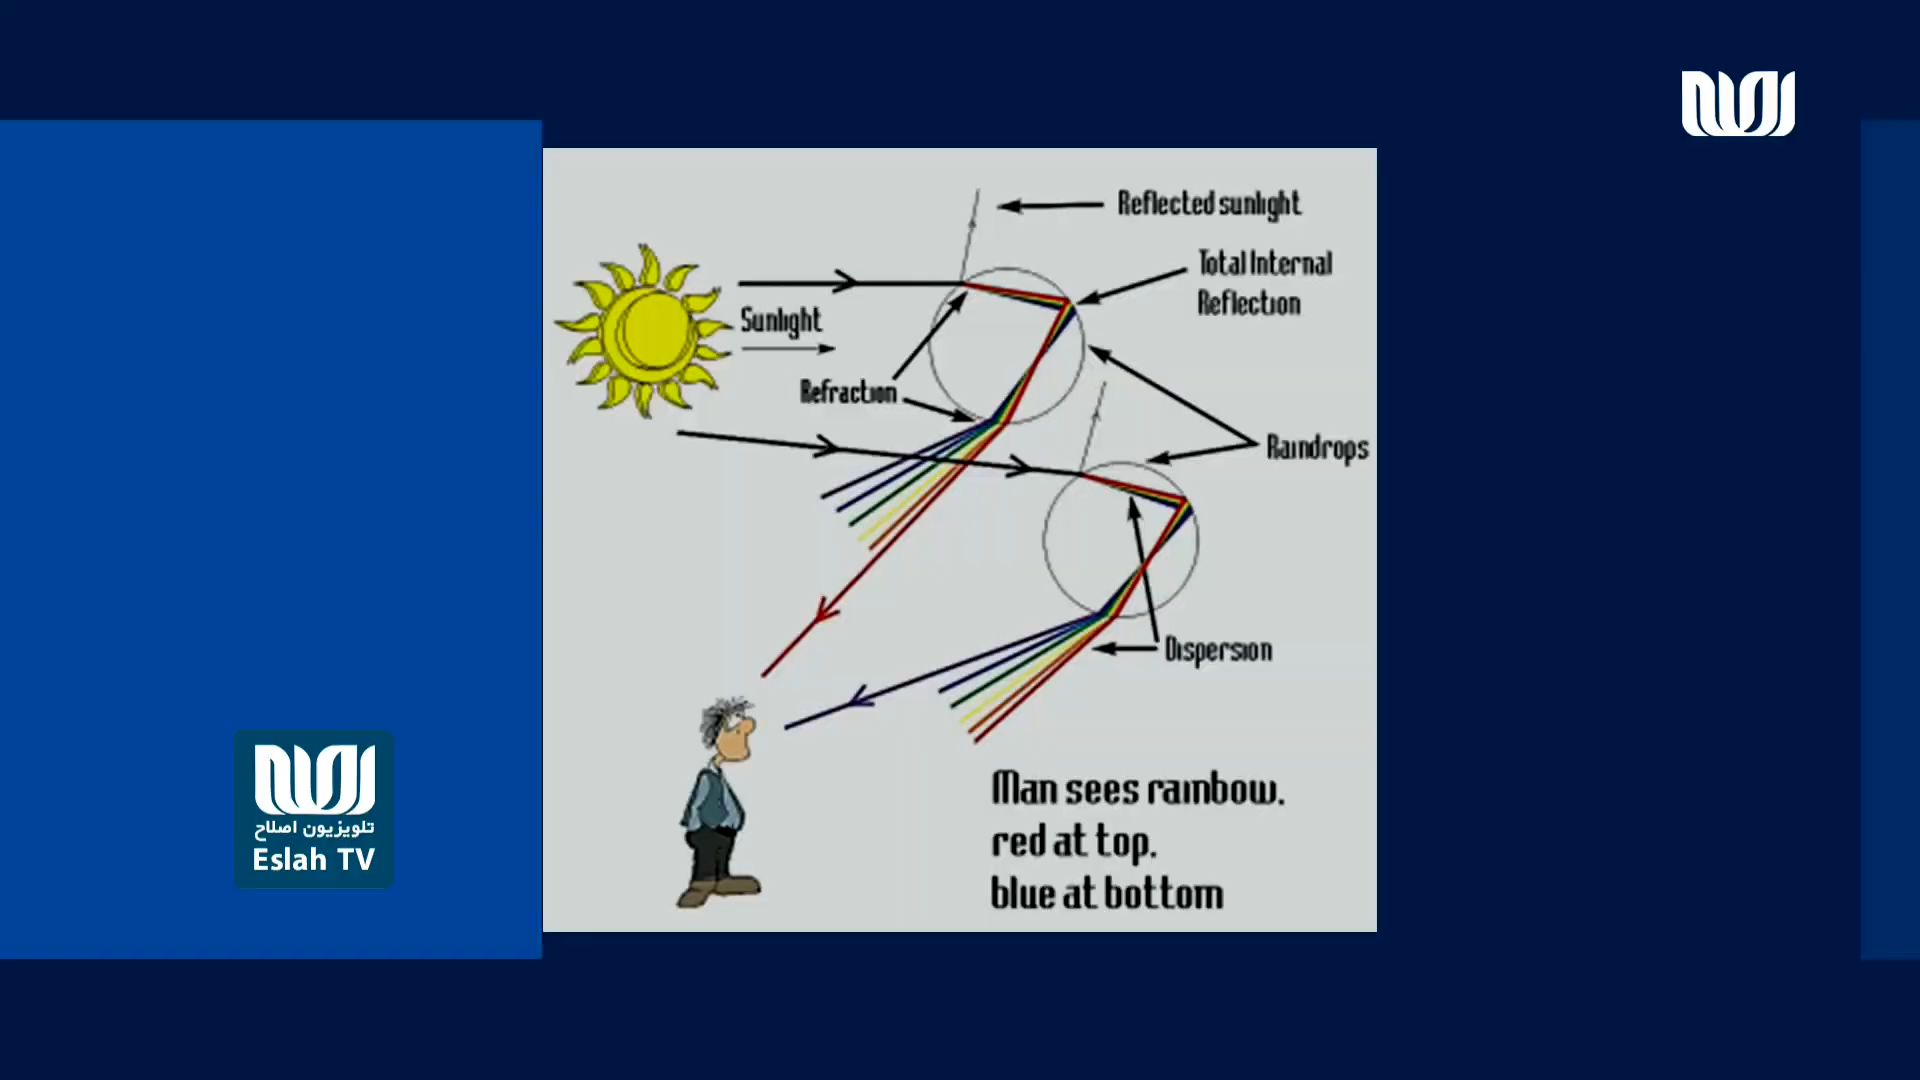 Reflected sunlight
Total Internal
Reflection
Sunlight
Refraction
Raindrops
Dispersion
Man sees rainbow.
red at top.
blue at bottom
تلویزیون اصلاح
Eslah TV